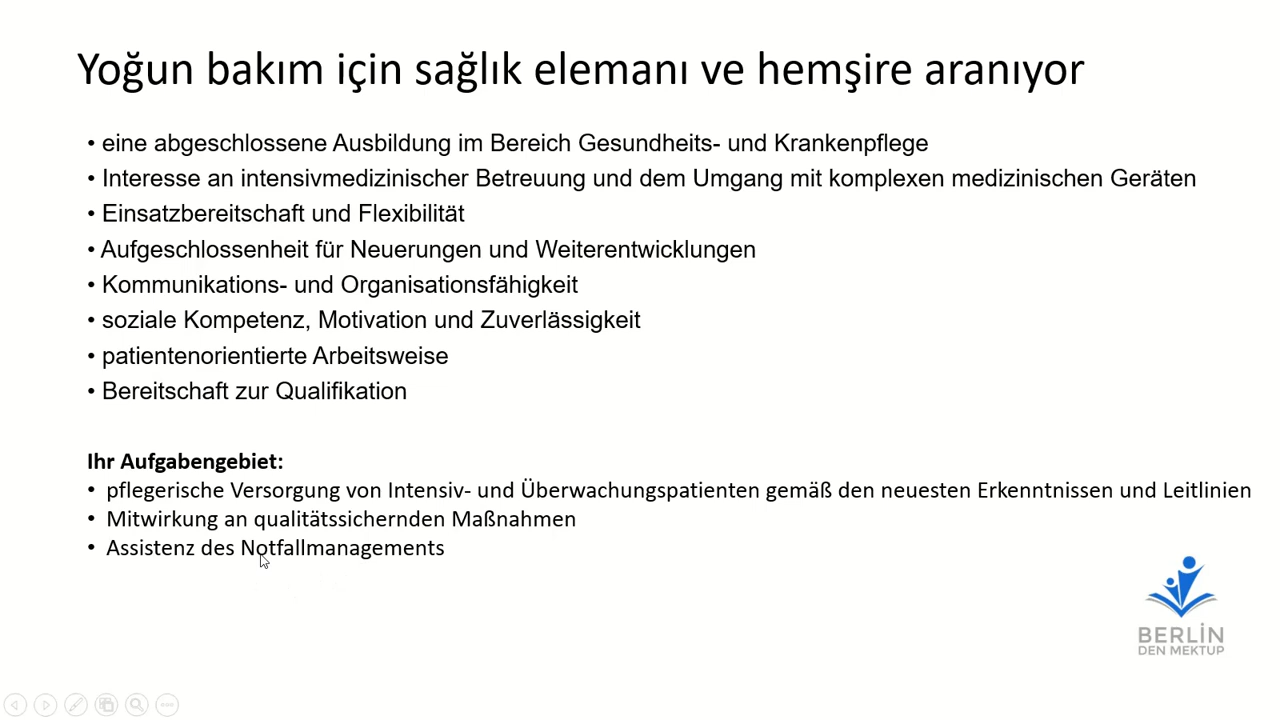 Yoğun bakım için sağlık elemanı ve hemşire aranıyor
• eine abgeschlossene Ausbildung im Bereich Gesundheits- und Krankenpflege
• Interesse an intensivmedizinischer Betreuung und dem Umgang mit komplexen medizinischen Geräten
• Einsatzbereitschaft und Flexibilität
• Aufgeschlossenheit für Neuerungen und Weiterentwicklungen
• Kommunikations- und Organisationsfähigkeit
• soziale Kompetenz, Motivation und Zuverlässigkeit
• patientenorientierte Arbeitsweise
• Bereitschaft zur Qualifikation
Ihr Aufgabengebiet:
• pflegerische Versorgung von Intensiv- und Überwachungspatienten gemäß den neuesten Erkenntnissen und Leitlinien
• Mitwirkung an qualitätssichernden Maßnahmen
• Assistenz des Notfallmanagements
BERLİN
DEN MEKTUP